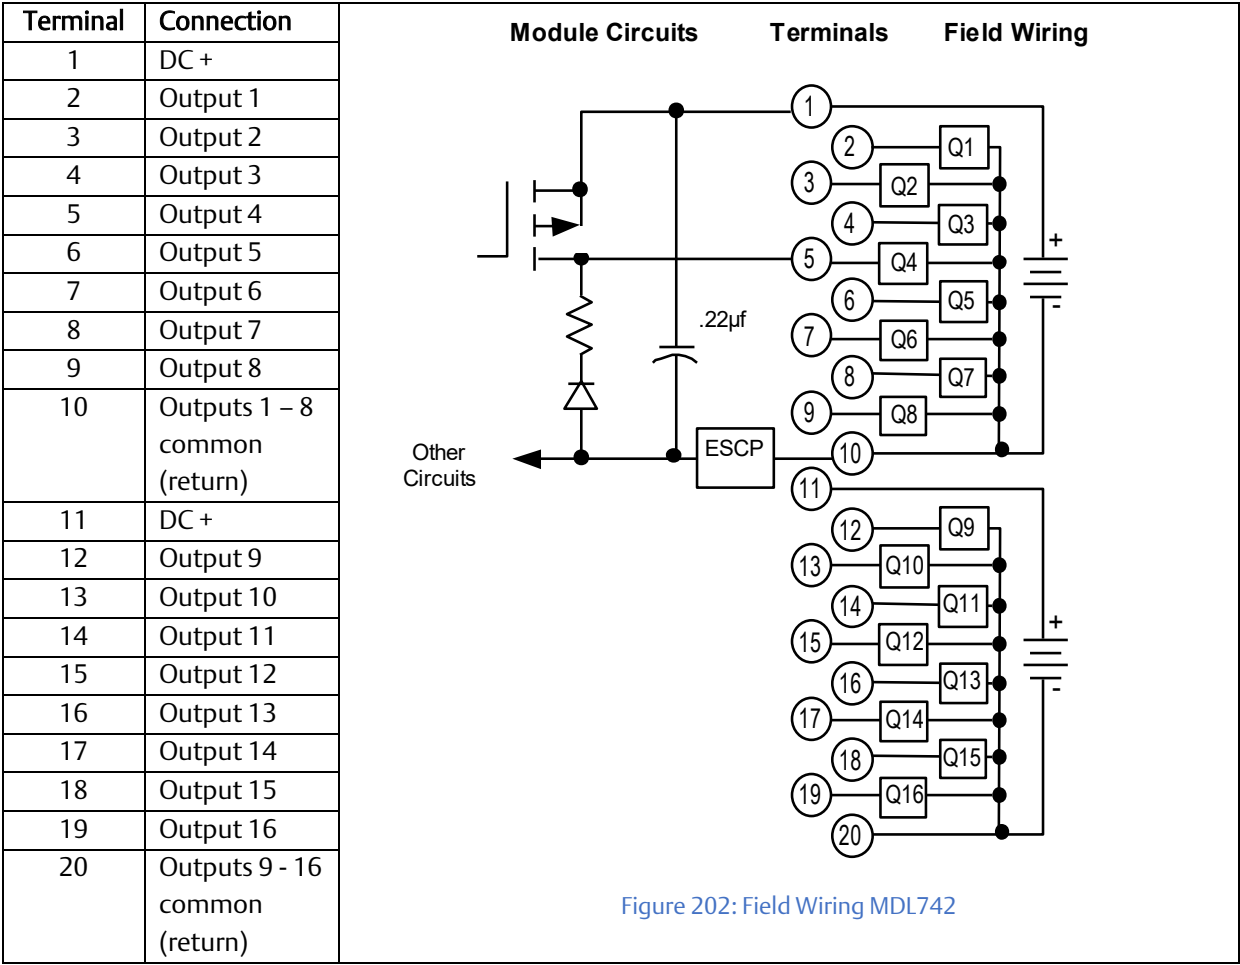 Terminal Connection
1 DC +
2 Output 1
3 Output 2
4 Output 3
5 Output 4
6 Output 5
7 Output 6
8 Output 7
9 Output 8
10 Outputs 1 – 8
common
(return)
11 DC +
12 Output 9
13 Output 10
14 Output 11
15 Output 12
16 Output 13
17 Output 14
18 Output 15
19 Output 16
20 Outputs 9 - 16
common
(return)
Module Circuits Terminals Field Wiring
1
2 Q1
3 Q2
4 Q3
+
5 Q4
6 Q5
-
.22µf
7 Q6
8 Q7
9 Q8
Other
Circuits
ESCP
10
11
12 Q9
13 Q10
14 Q11
+
15 Q12
16 Q13
-
17 Q14
18 Q15
19 Q16
20
Figure 202: Field Wiring MDL742